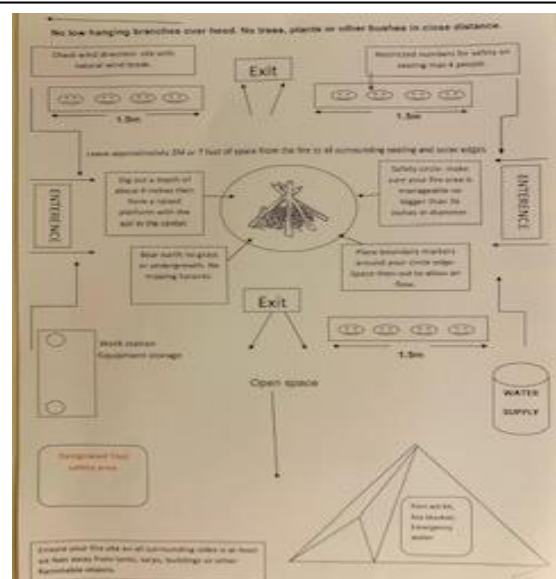 No low hanging branches over head. No trees, plants or other bushes in close distance.
Check wind direction site with
natural wind break.
Exit
Restricted numbers for safety on
seating max 4 people.
1.5m
1.5m
Leave approximately 2M or 7 foot of space from the fire to all surrounding seating and outer edges.
ENTERENCE
Dig out a depth of
about 4 inches then
form a raised
platform with the
soil in the center.
Safety circle: make
sure your fire area is
manageable no
bigger than
inches in diameter.
ENTERENCE
Bear earth no grass
or undergrowth. No
tripping hazards.
Place boundary markers
around your circle edge.
Space them out to allow air
flow.
Exit
1.5m
Work station
Equipment storage
Open space
WATER
SUPPLY
Designated Tool
safety area
First aid kit,
fire blanket,
Emergency
water
Ensure your fire site on all surrounding sides is at least
six feet away from tents, tarps, buildings or other
flammable objects.